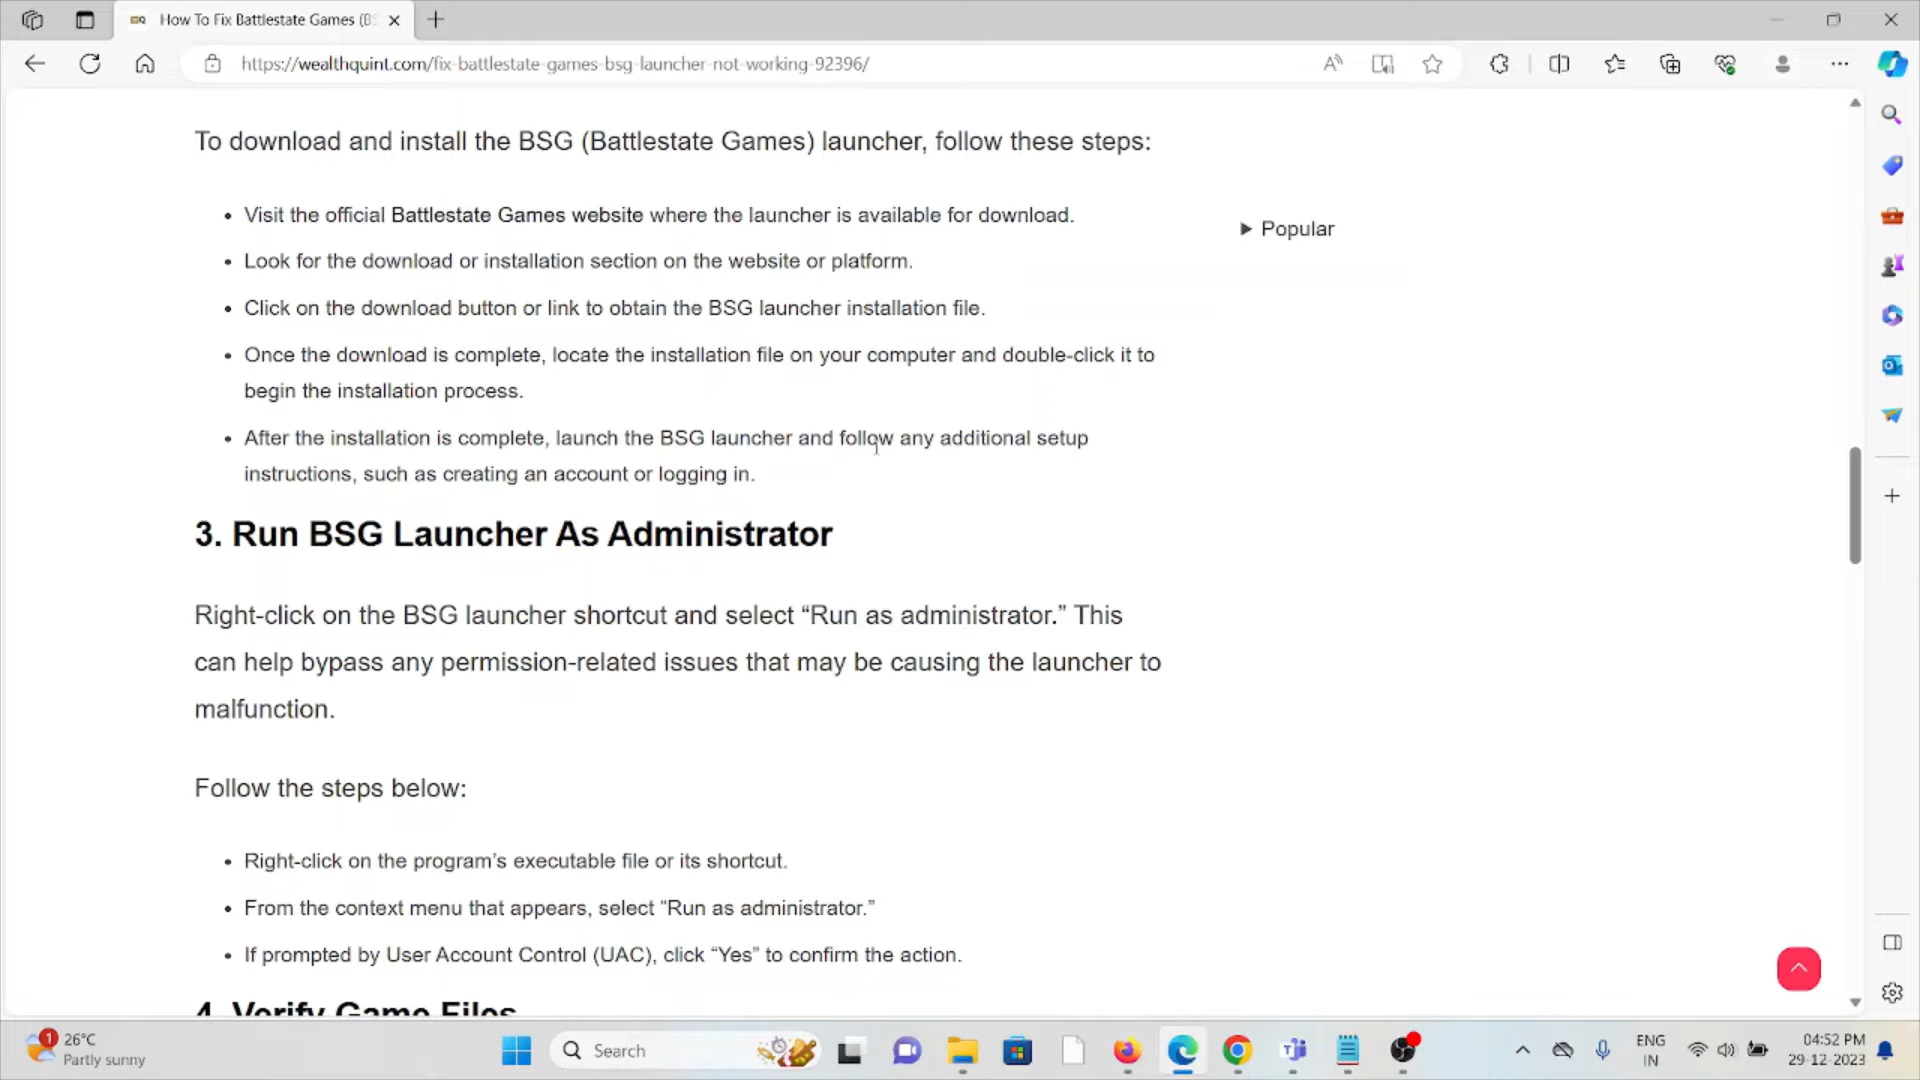 How To Fix Battlestate Games (BS
https://wealthquint.com/fix-battlestate-games-bsg-launcher-not-working-92396/
To download and install the BSG (Battlestate Games) launcher, follow these steps:
• Visit the official Battlestate Games website where the launcher is available for download.
• Look for the download or installation section on the website or platform.
• Click on the download button or link to obtain the BSG launcher installation file.
• Once the download is complete, locate the installation file on your computer and double-click it to
begin the installation process.
• After the installation is complete, launch the BSG launcher and follow any additional setup
instructions, such as creating an account or logging in.
Popular
3. Run BSG Launcher As Administrator
Right-click on the BSG launcher shortcut and select “Run as administrator.” This
can help bypass any permission-related issues that may be causing the launcher to
malfunction.
Follow the steps below:
• Right-click on the program’s executable file or its shortcut.
• From the context menu that appears, select “Run as administrator.”
• If prompted by User Account Control (UAC), click “Yes” to confirm the action.
4. Verify Game Files
1
26°C
Partly sunny
Search
ENG
IN
04:52 PM
29-12-2023